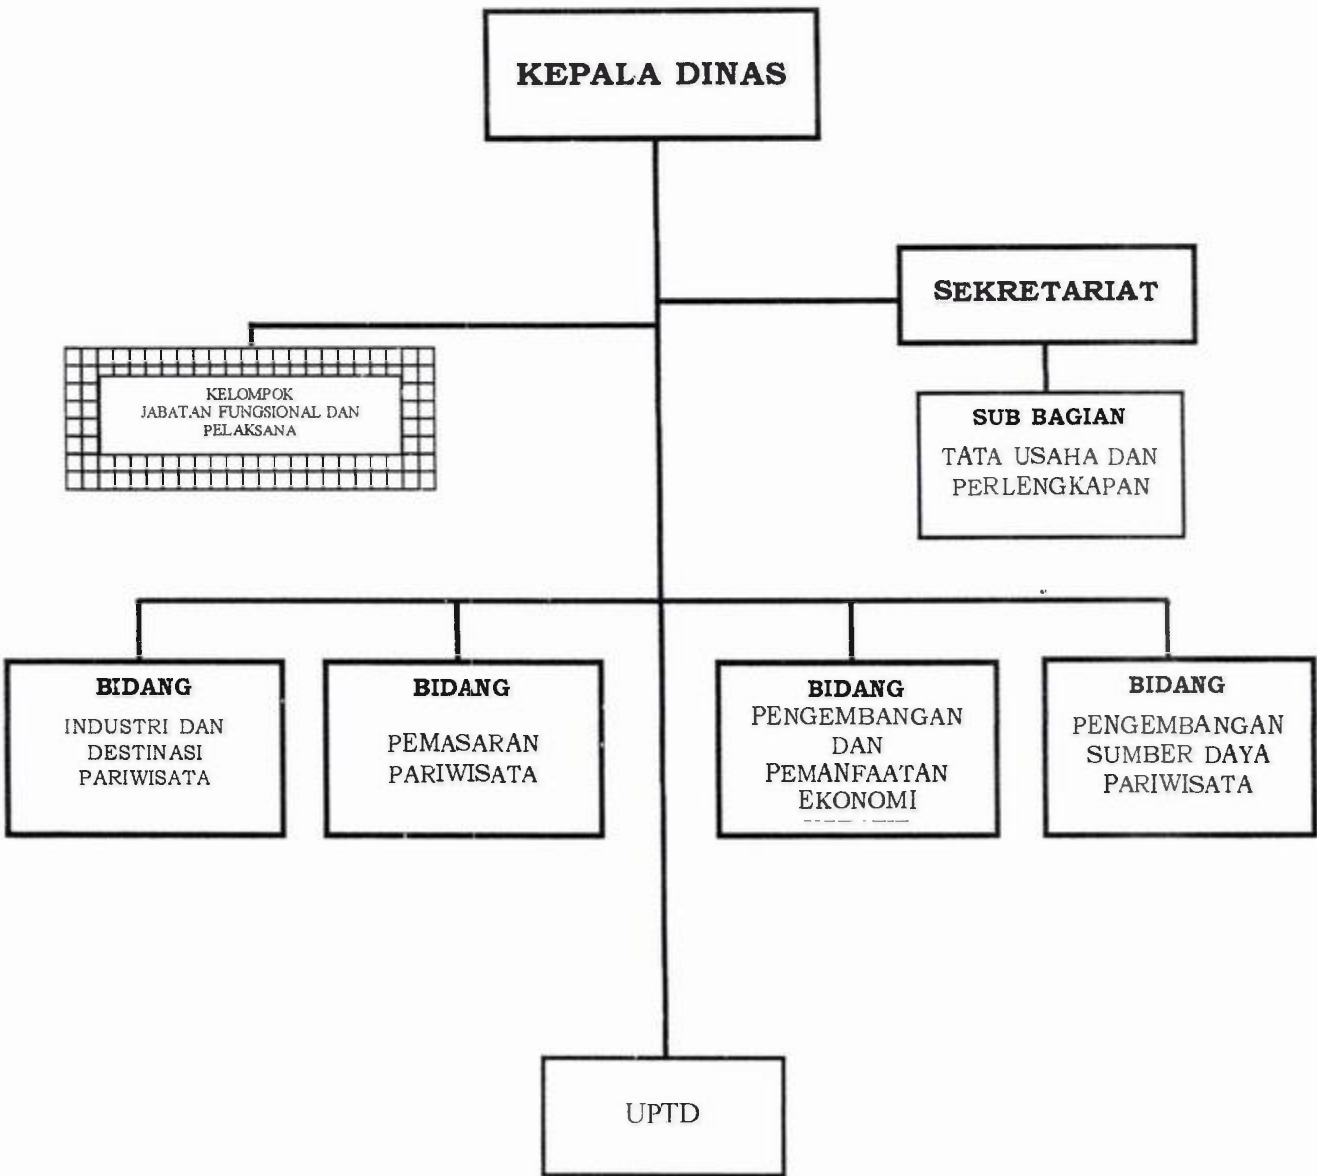 KEPALA DINAS
SEKRETARIAT
KELOMPOK
JABATAN FUNGSIONAL DAN
PELAKSANA
SUB BAGIAN
TATA USAHA DAN
PERLENGKAPAN
BIDANG
INDUSTRI DAN
DESTINASI
PARIWISATA
BIDANG
PEMASARAN
PARIWISATA
BIDANG
PENGEMBANGAN
DAN
PEMANFAATAN
EKONOMI
BIDANG
PENGEMBANGAN
SUMBER DAYA
PARIWISATA
UPTD